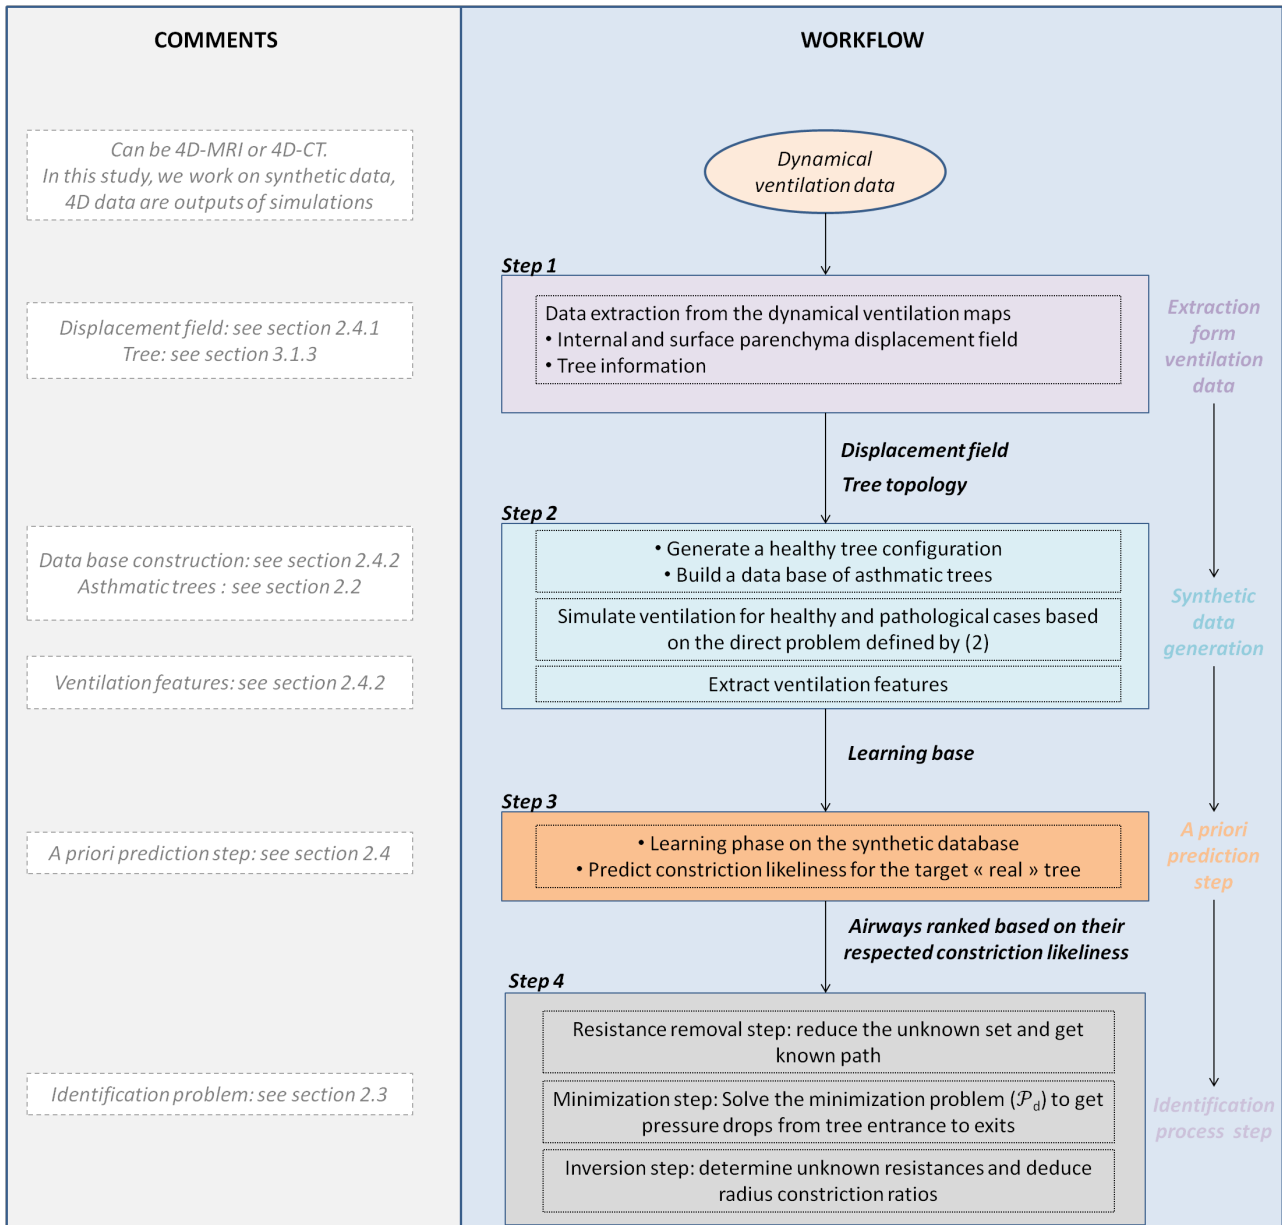 COMMENTS
Can be 4D-MRI or 4D-CT.
In this study, we work on synthetic data,
4D data are outputs of simulations
Displacement field: see section 2.4.1
Tree: see section 3.1.3
Data base construction: see section 2.4.2
Asthmatic trees : see section 2.2
Ventilation features: see section 2.4.2
A priori prediction step: see section 2.4
Identification problem: see section 2.3
WORKFLOW
Dynamical
ventilation data
Step 1
Data extraction from the dynamical ventilation maps
• Internal and surface parenchyma displacement field
• Tree information
Displacement field
Tree topology
Step 2
• Generate a healthy tree configuration
• Build a data base of asthmatic trees
Simulate ventilation for healthy and pathological cases based
on the direct problem defined by (2)
Extract ventilation features
Learning base
Step 3
• Learning phase on the synthetic database
• Predict constriction likeliness for the target « real » tree
Airways ranked based on their
respected constriction likeliness
Step 4
Resistance removal step: reduce the unknown set and get
known path
Minimization step: Solve the minimization problem (𝒫d) to get
pressure drops from tree entrance to exits
Inversion step: determine unknown resistances and deduce
radius constriction ratios
Extraction
form
ventilation
data
Synthetic
data
generation
A priori
prediction
step
Identification
process step